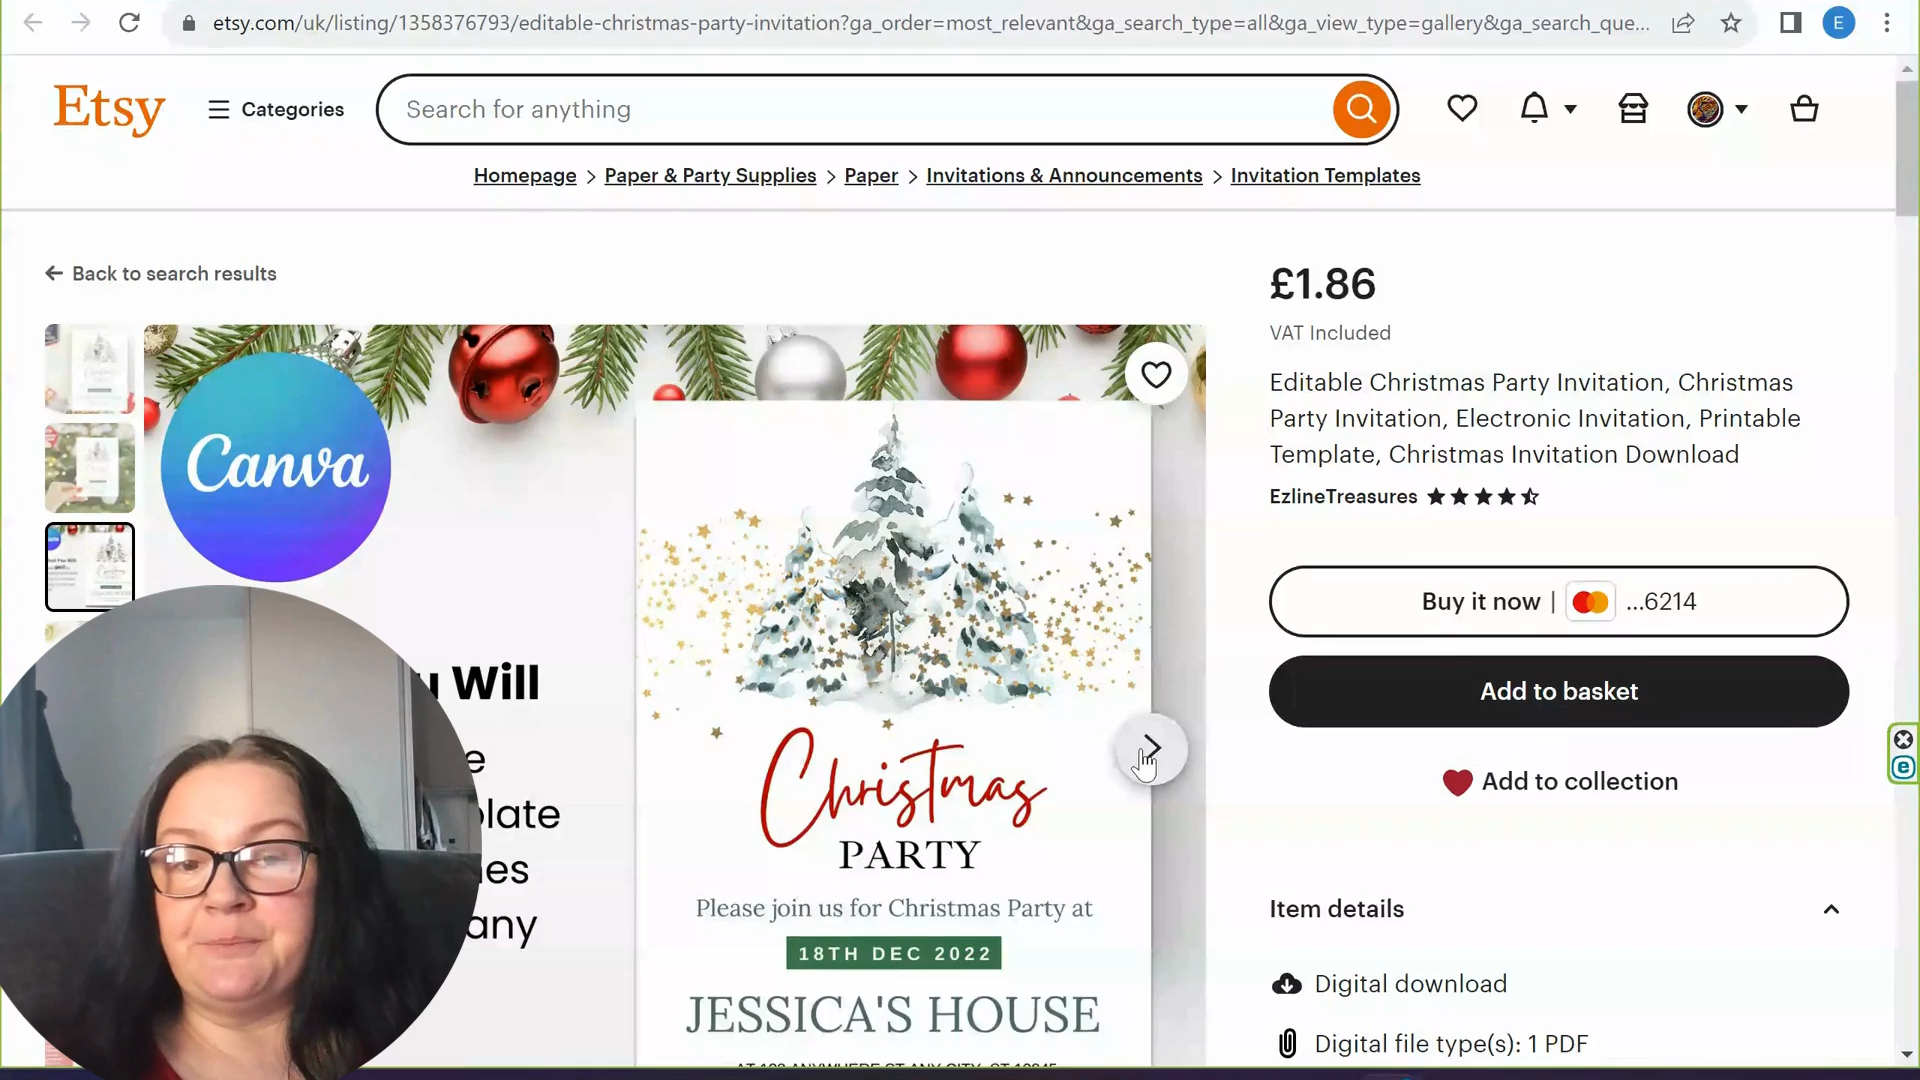 etsy.com/uk/listing/1358376793/editable-christmas-party-invitation?ga_order=most_relevant&ga_search_type=all&ga_view_type=gallery&ga_search_que...
E
Etsy
Categories
Search for anything
Homepage > Paper & Party Supplies > Paper > Invitations & Announcements > Invitation Templates
Back to search results
Canva
Will
Christmas
PARTY
Please join us for Christmas Party at
18TH DEC 2022
JESSICA'S HOUSE
£1.86
VAT Included
Editable Christmas Party Invitation, Christmas
Party Invitation, Electronic Invitation, Printable
Template, Christmas Invitation Download
EzlineTreasures
Buy it now | ...6214
Add to basket
Add to collection
Item details
Digital download
Digital file type(s): 1 PDF